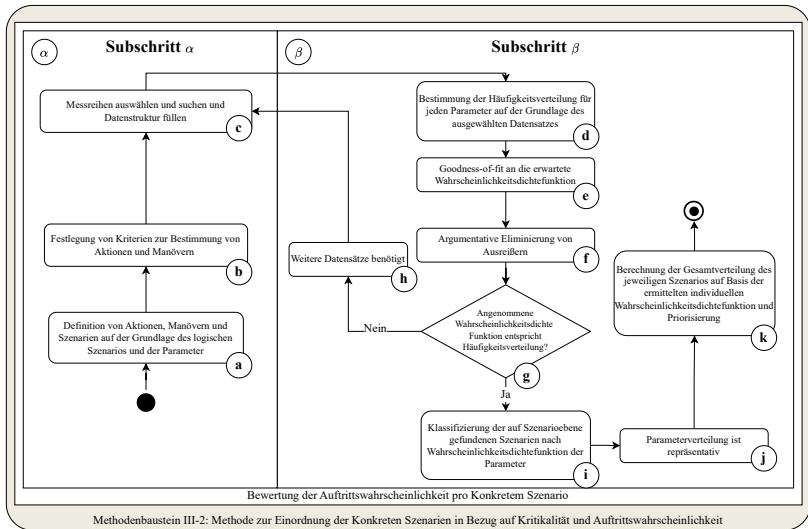 α
Subschritt α
β
Subschritt β
Messreihen auswählen und suchen und
Datenstruktur füllen
c
Festlegung von Kriterien zur Bestimmung von
Aktionen und Manövern
b
Definition von Aktionen, Manövern und
Szenarien auf der Grundlage des logischen
Szenarios und der Parameter
a
Bestimmung der Häufigkeitsverteilung für
jeden Parameter auf der Grundlage des
ausgewählten Datensatzes
d
Goodness-of-fit an die erwartete
Wahrscheinlichkeitsdichtefunktion
e
Argumentative Eliminierung von
Ausreißern
f
Weitere Datensätze benötigt
h
Angenommene
Wahrscheinlichkeitsdichte
Funktion entspricht
Häufigkeitsverteilung?
g
Nein
Ja
Klassifizierung der auf Szenarioebene
gefundenen Szenarien nach
Wahrscheinlichkeitsdichtefunktion der
Parameter
i
Parameterverteilung ist
repräsentativ
j
Berechnung der Gesamtverteilung des
jeweiligen Szenarios auf Basis der
ermittelten individuellen
Wahrscheinlichkeitsdichtefunktion und
Priorisierung
k
Bewertung der Auftrittswahrscheinlichkeit pro Konkretem Szenario
Methodenbaustein III-2: Methode zur Einordnung der Konkreten Szenarien in Bezug auf Kritikalität und Auftrittswahrscheinlichkeit